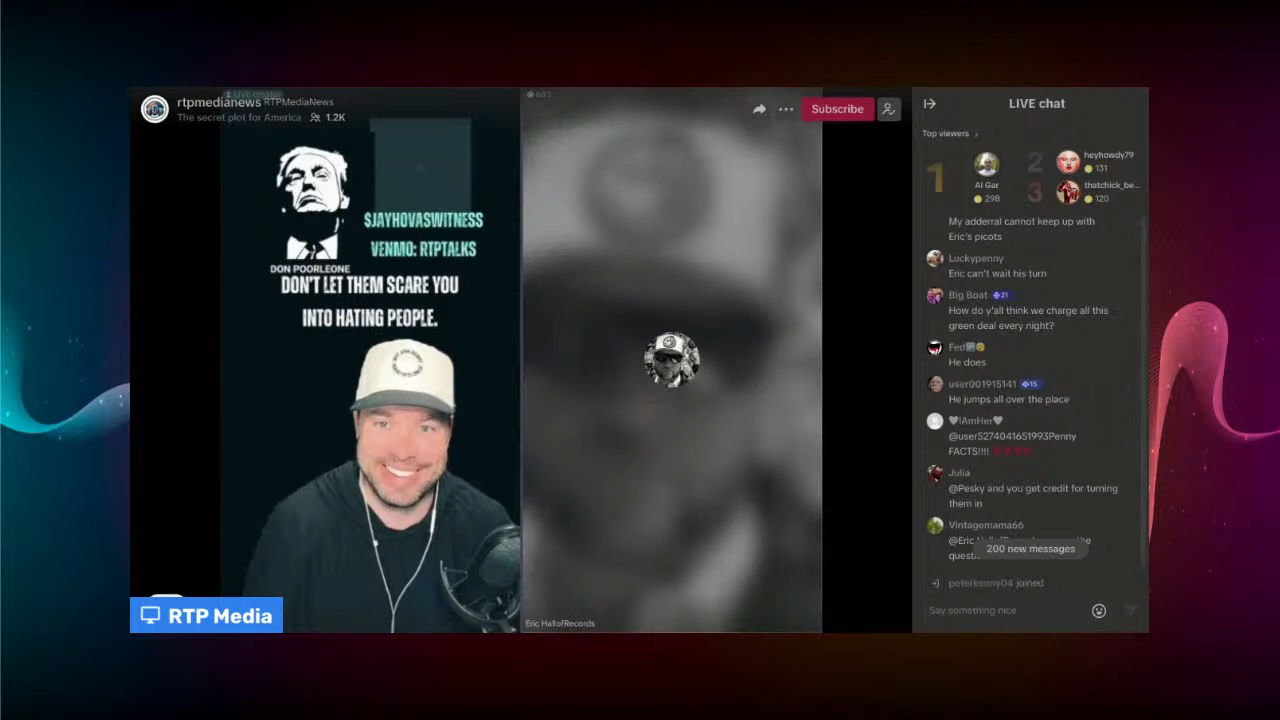 LIVE creator
rtpmedianews RTPMediaNews
The secret plot for America 1.2K
Subscribe
$JAYHOVASWITNESS
VENMO: RTPTALKS
DON POORLEONE
DON'T LET THEM SCARE YOU
INTO HATING PEOPLE.
RTP Media
Eric HallofRecords
LIVE chat
Top viewers ›
1
Al Gar
298
2
heyhowdy79
131
3
thatchick_be...
120
My adderral cannot keep up with
Eric's picots
Luckypenny
Eric can't wait his turn
Big Boat 21
How do y'all think we charge all this
green deal every night?
Fed
He does
user001915141 15
He jumps all over the place
IAmHer
@user5274041651993Penny
FACTS!!!!
Julia
@Pesky and you get credit for turning
them in
Vintagemama66
@Eric
questi
200 new messages
peterkenny04 joined
Say something nice